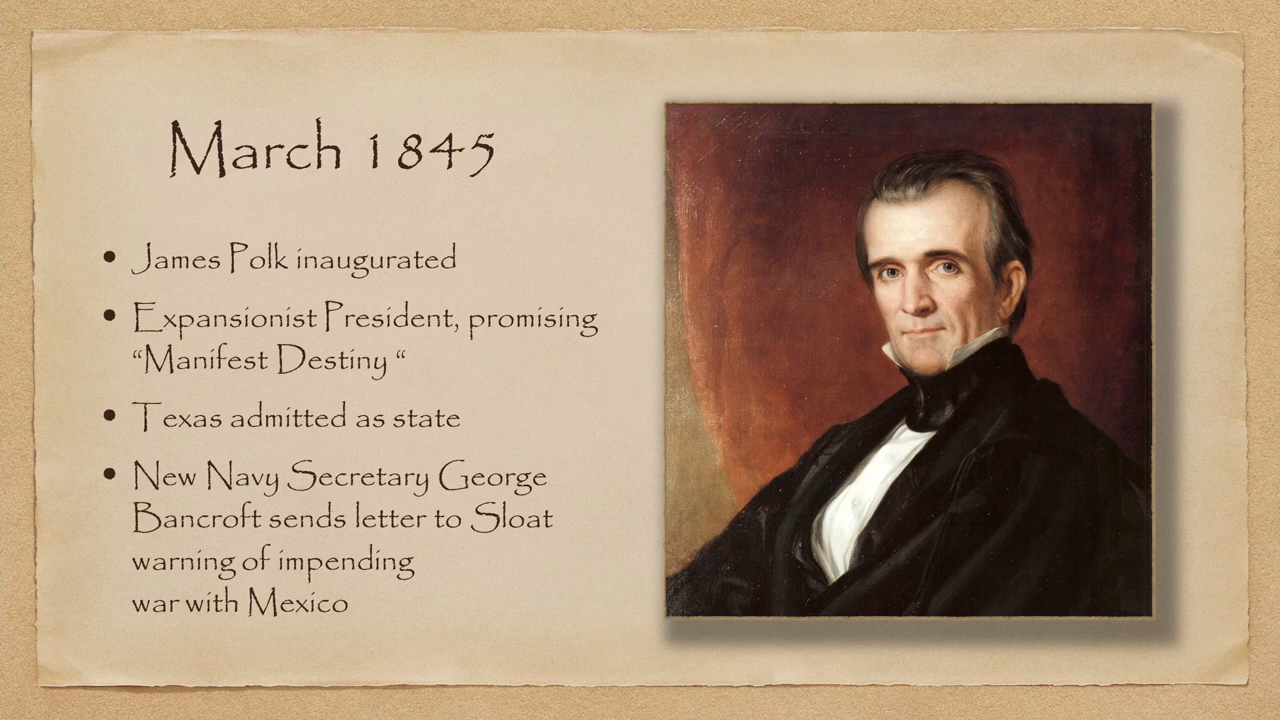 March 1845
• James Polk inaugurated
• Expansionist President, promising
“Manifest Destiny “
• Texas admitted as state
• New Navy Secretary George
Bancroft sends letter to Sloat
warning of impending
war with Mexico